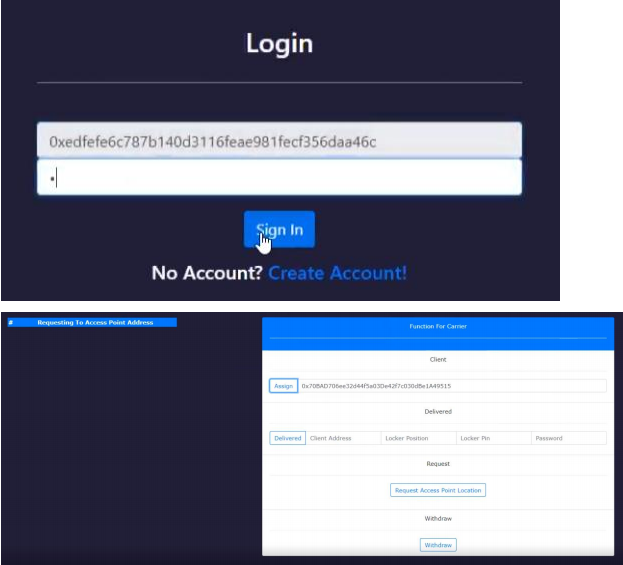 Login
0xedfefe6c787b140d3116feae981fecf356daa46c
Sign In
No Account? Create Account!
# Requesting To Access Point Address
Function For Carrier
Client
Assign 0x70BAD706ee32d44f5a03De42f7c030dBe1A49515
Delivered
Delivered Client Address Locker Position Locker Pin Password
Request
Request Access Point Location
Withdraw
Withdraw